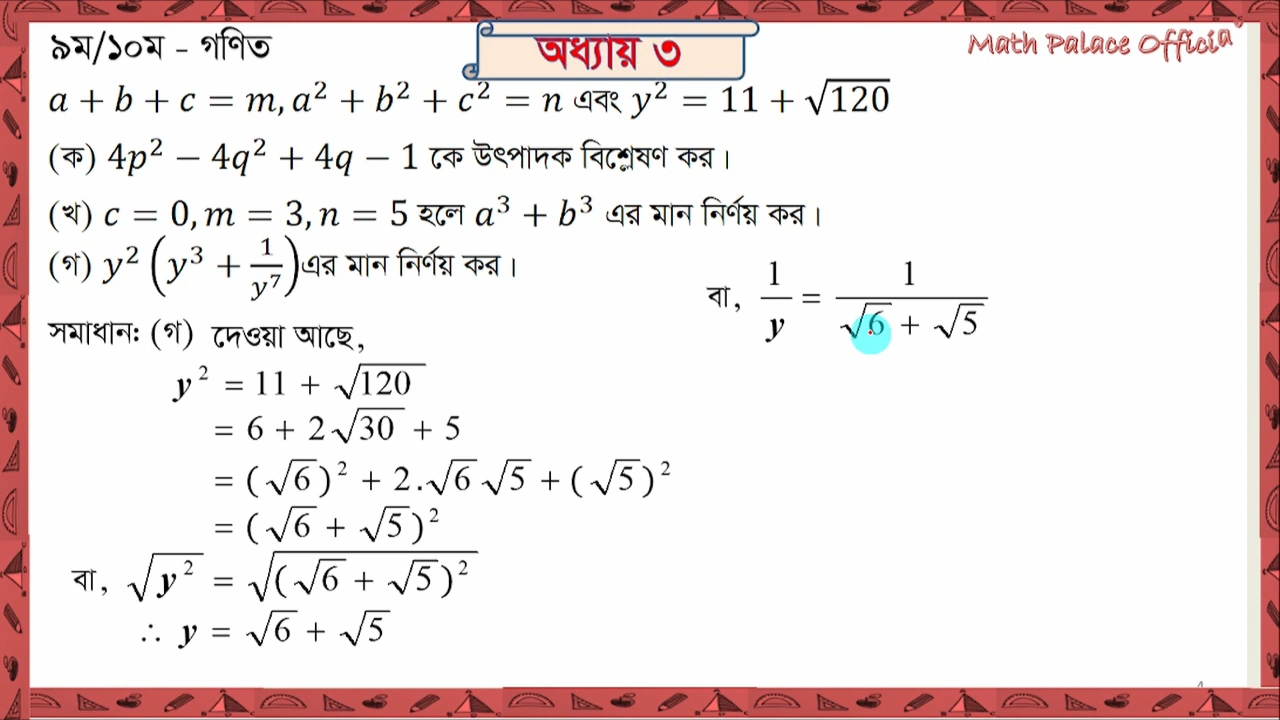 ৯ম/১০ম - গণিত
অধ্যায় ৩
Math Palace Official
a + b + c = m, a² + b² + c² = n এবং y² = 11 + √120
(ক) 4p² − 4q² + 4q − 1 কে উৎপাদক বিশ্লেষণ কর।
(খ) c = 0, m = 3, n = 5 হলে a³ + b³ এর মান নির্ণয় কর।
(গ) y² (y³ + 1/y⁷) এর মান নির্ণয় কর।
সমাধানঃ (গ) দেওয়া আছে,
y² = 11 + √120
= 6 + 2√30 + 5
= (√6)² + 2.√6√5 + (√5)²
= (√6 + √5)²
বা, √y² = √(√6 + √5)²
∴ y = √6 + √5
বা, 1/y = 1/(√6 + √5)